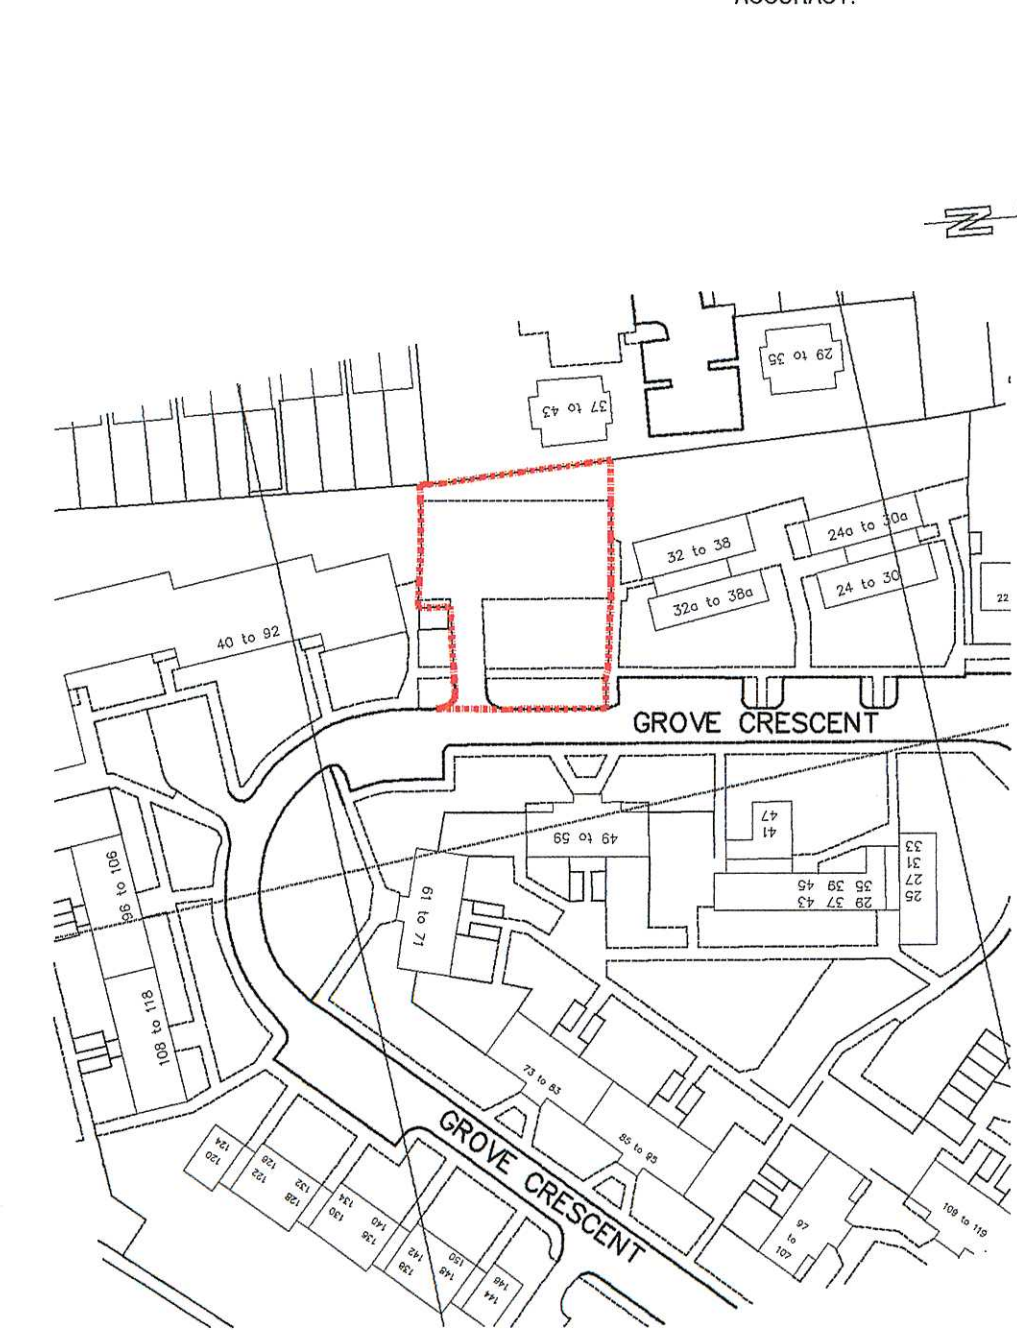 ACCURACY.
N
29 to 35
37 to 43
32 to 38
24a to 30a
24 to 30
32a to 38a
22
40 to 92
GROVE CRESCENT
47
41
49 to 59
33
31
27
25
35 39 45
29 37 43
61 to 71
96 to 106
108 to 118
73 to 83
85 to 95
GROVE CRESCENT
124
120
126
122
132
128
134
130
140
136
142
138
150
148
146
144
97
to
107
109 to 119